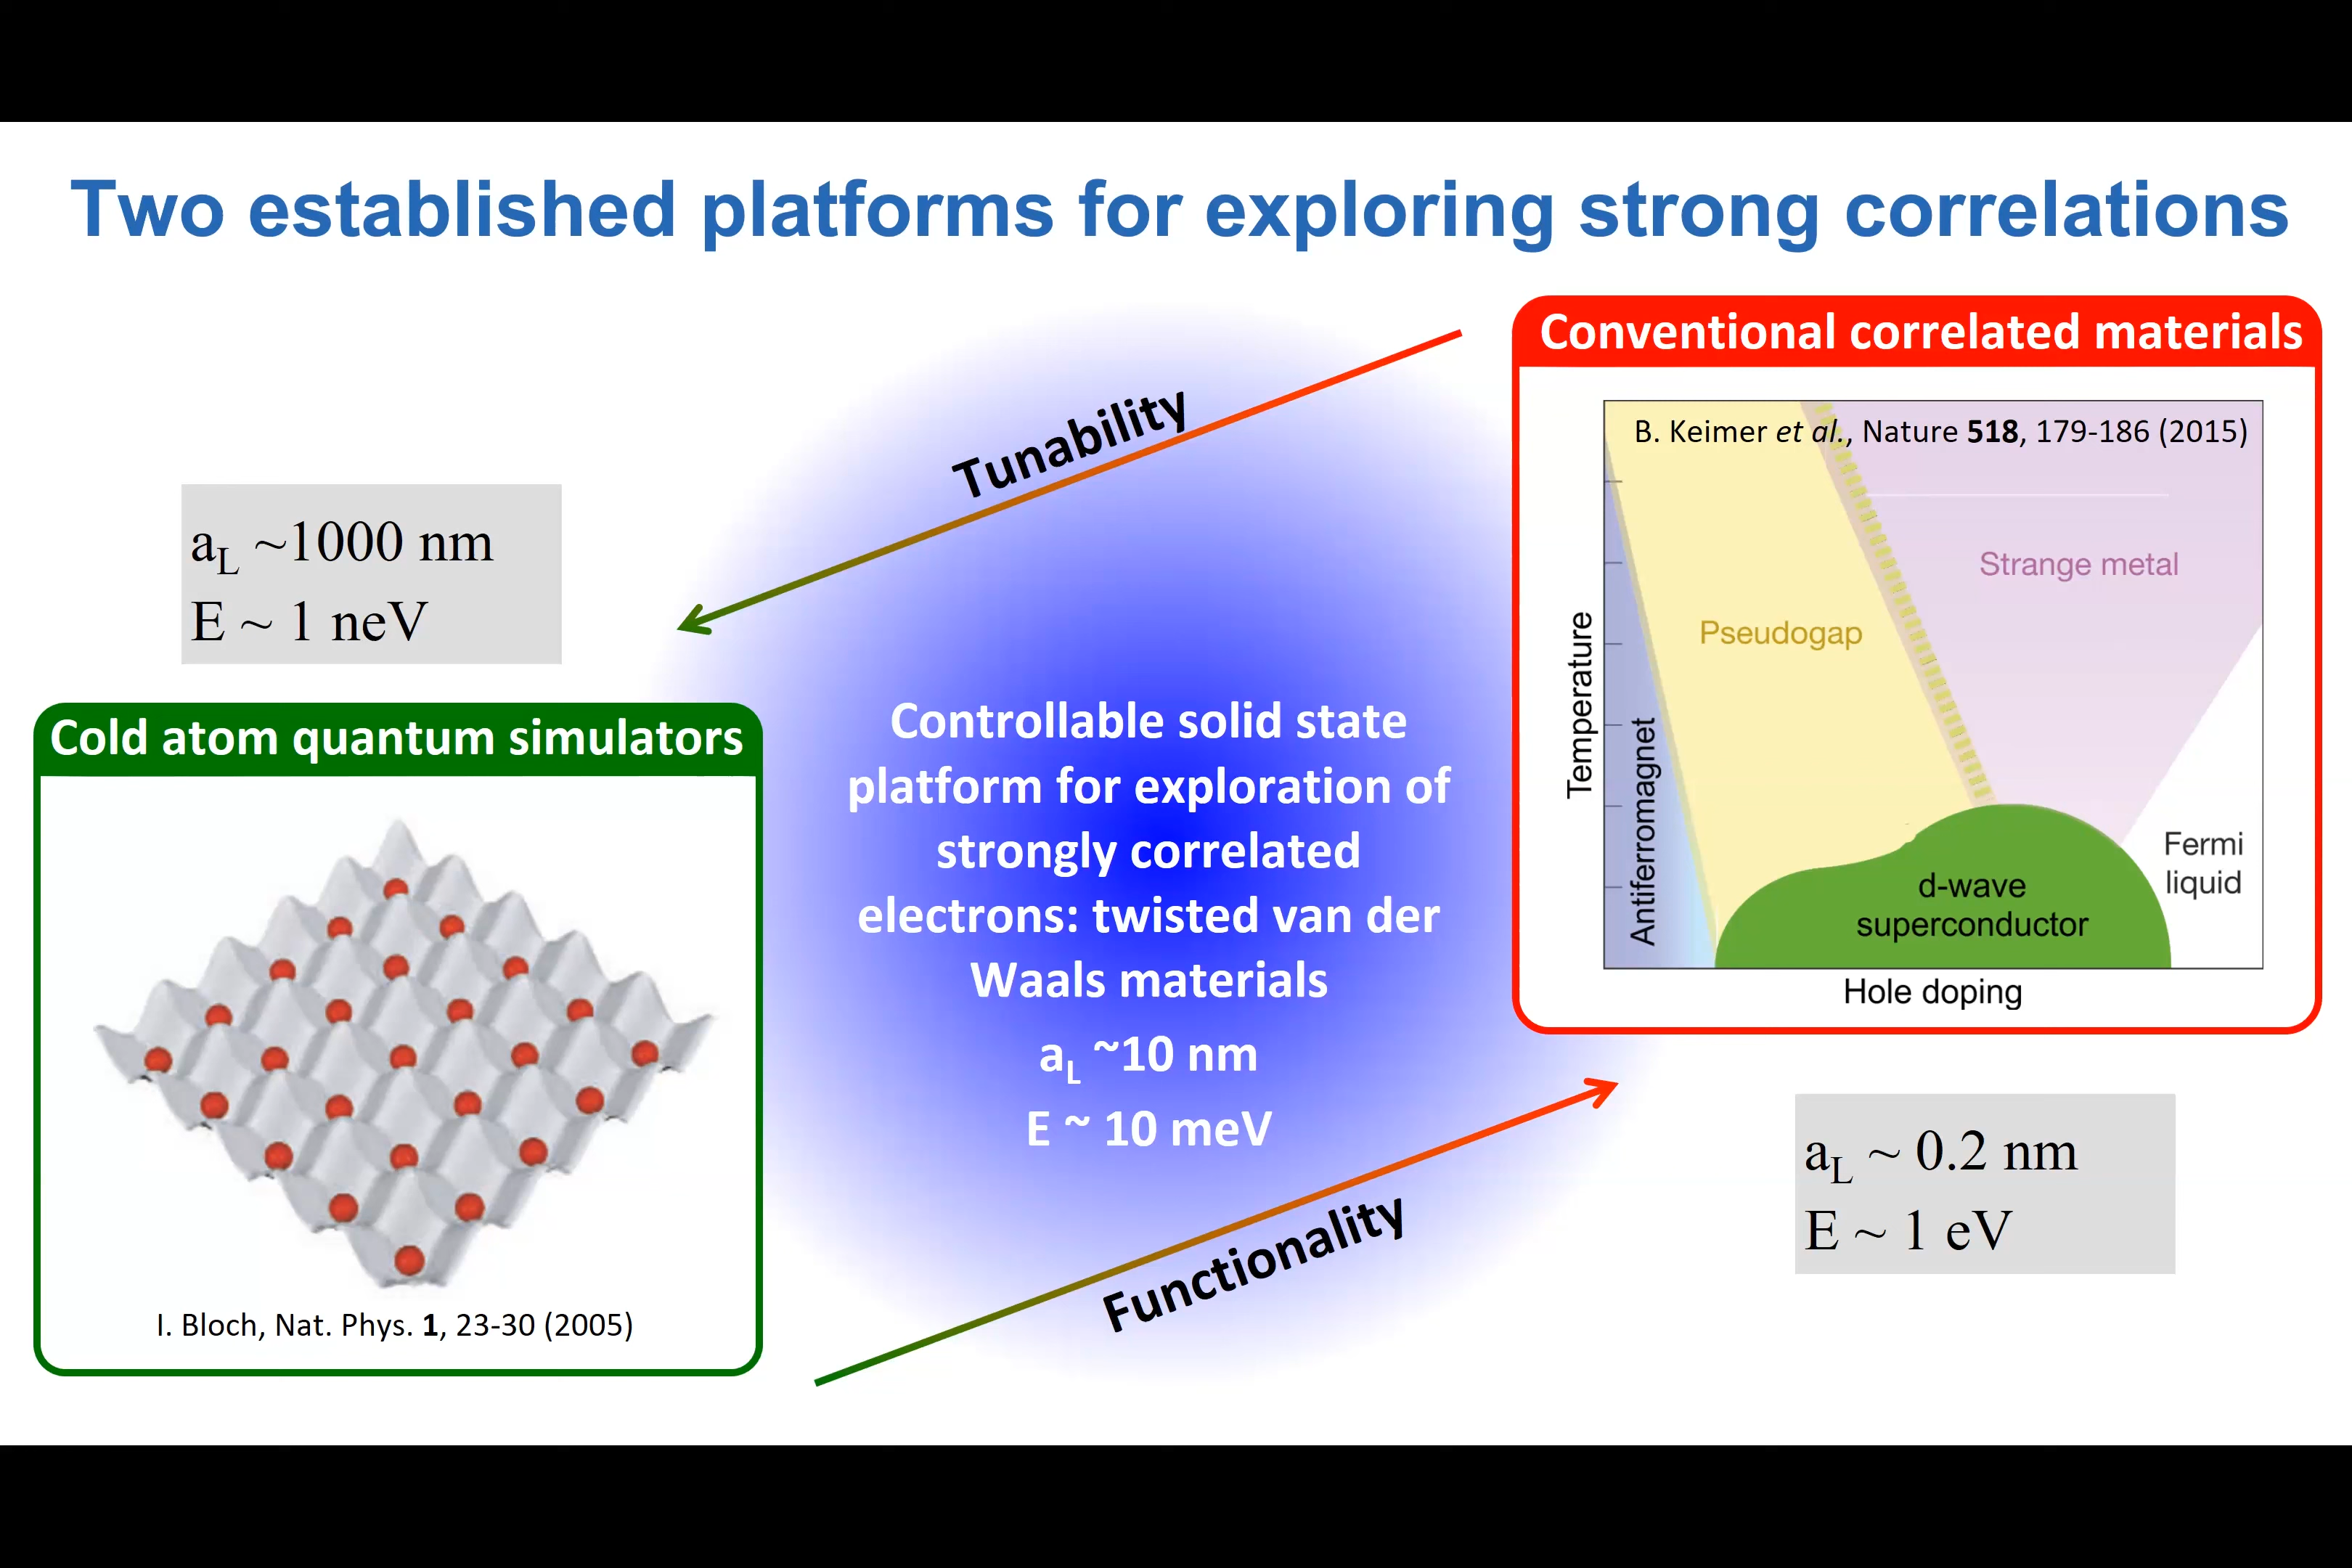 Two established platforms for exploring strong correlations
Tunability
aL ~1000 nm
E ~ 1 neV
Cold atom quantum simulators
I. Bloch, Nat. Phys. 1, 23-30 (2005)
Controllable solid state
platform for exploration of
strongly correlated
electrons: twisted van der
Waals materials
aL ~10 nm
E ~ 10 meV
Functionality
Conventional correlated materials
B. Keimer et al., Nature 518, 179-186 (2015)
Temperature
Antiferromagnet
Pseudogap
Strange metal
d-wave
superconductor
Fermi
liquid
Hole doping
aL ~ 0.2 nm
E ~ 1 eV